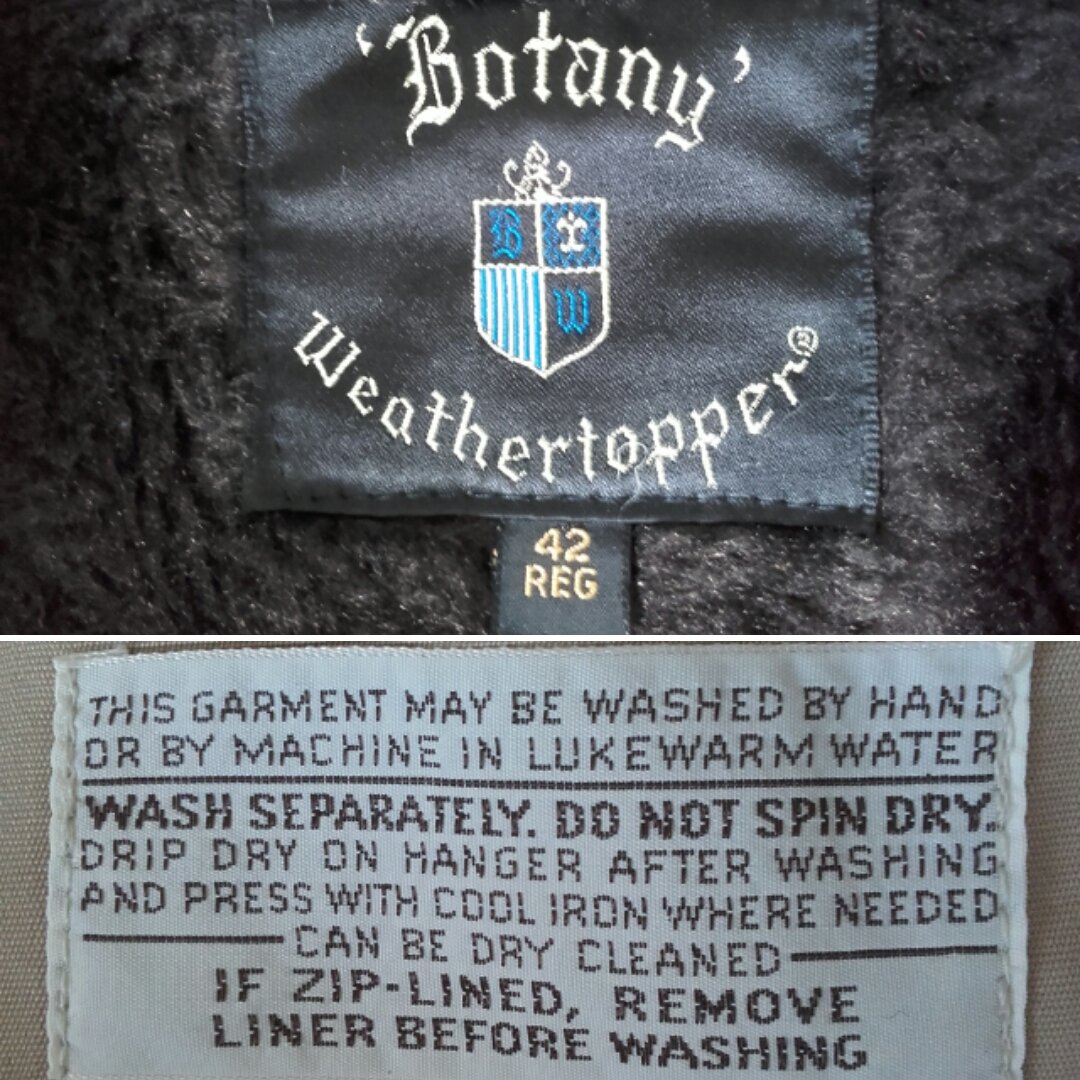 'Botany'
B
W
Weathertopper®
42
REG
THIS GARMENT MAY BE WASHED BY HAND
OR BY MACHINE IN LUKEWARM WATER
WASH SEPARATELY. DO NOT SPIN DRY.
DRIP DRY ON HANGER AFTER WASHING
AND PRESS WITH COOL IRON WHERE NEEDED
CAN BE DRY CLEANED
IF ZIP-LINED, REMOVE
LINER BEFORE WASHING